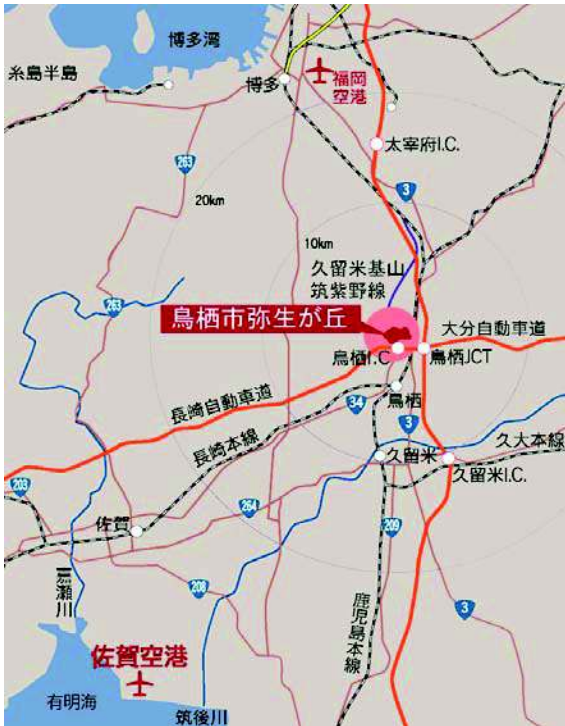 博多湾
糸島半島
博多
福岡
空港
太宰府I.C.
263
3
20km
10km
久留米基山
筑紫野線
263
鳥栖市弥生が丘
大分自動車道
鳥栖I.C
鳥栖JCT
長崎自動車道
鳥栖
34
3
長崎本線
久大本線
久留米
久留米I.C.
203
264
佐賀
209
嘉瀬川
208
鹿児島本線
3
佐賀空港
有明海
筑後川